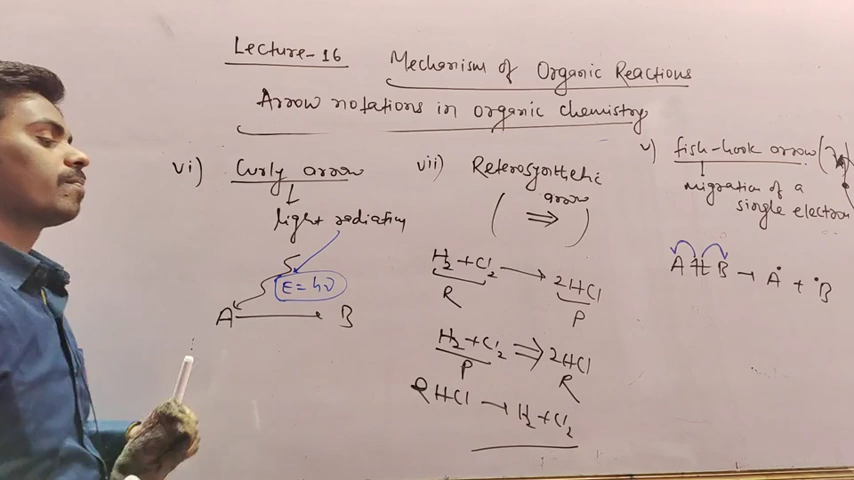 Lecture-16
Mechanism of Organic Reactions
Arrow notations in organic chemistry
vi) Curly arrow
light radiation
E = hν
A → B
vii) Reterosynthetic
arrow
( ⇒ )
H₂ + Cl₂ → 2HCl
R P
H₂ + Cl₂ ⇒ 2HCl
P R
2HCl → H₂ + Cl₂
v) fish-hook arrow
migration of a
single electron
A B → A• + •B